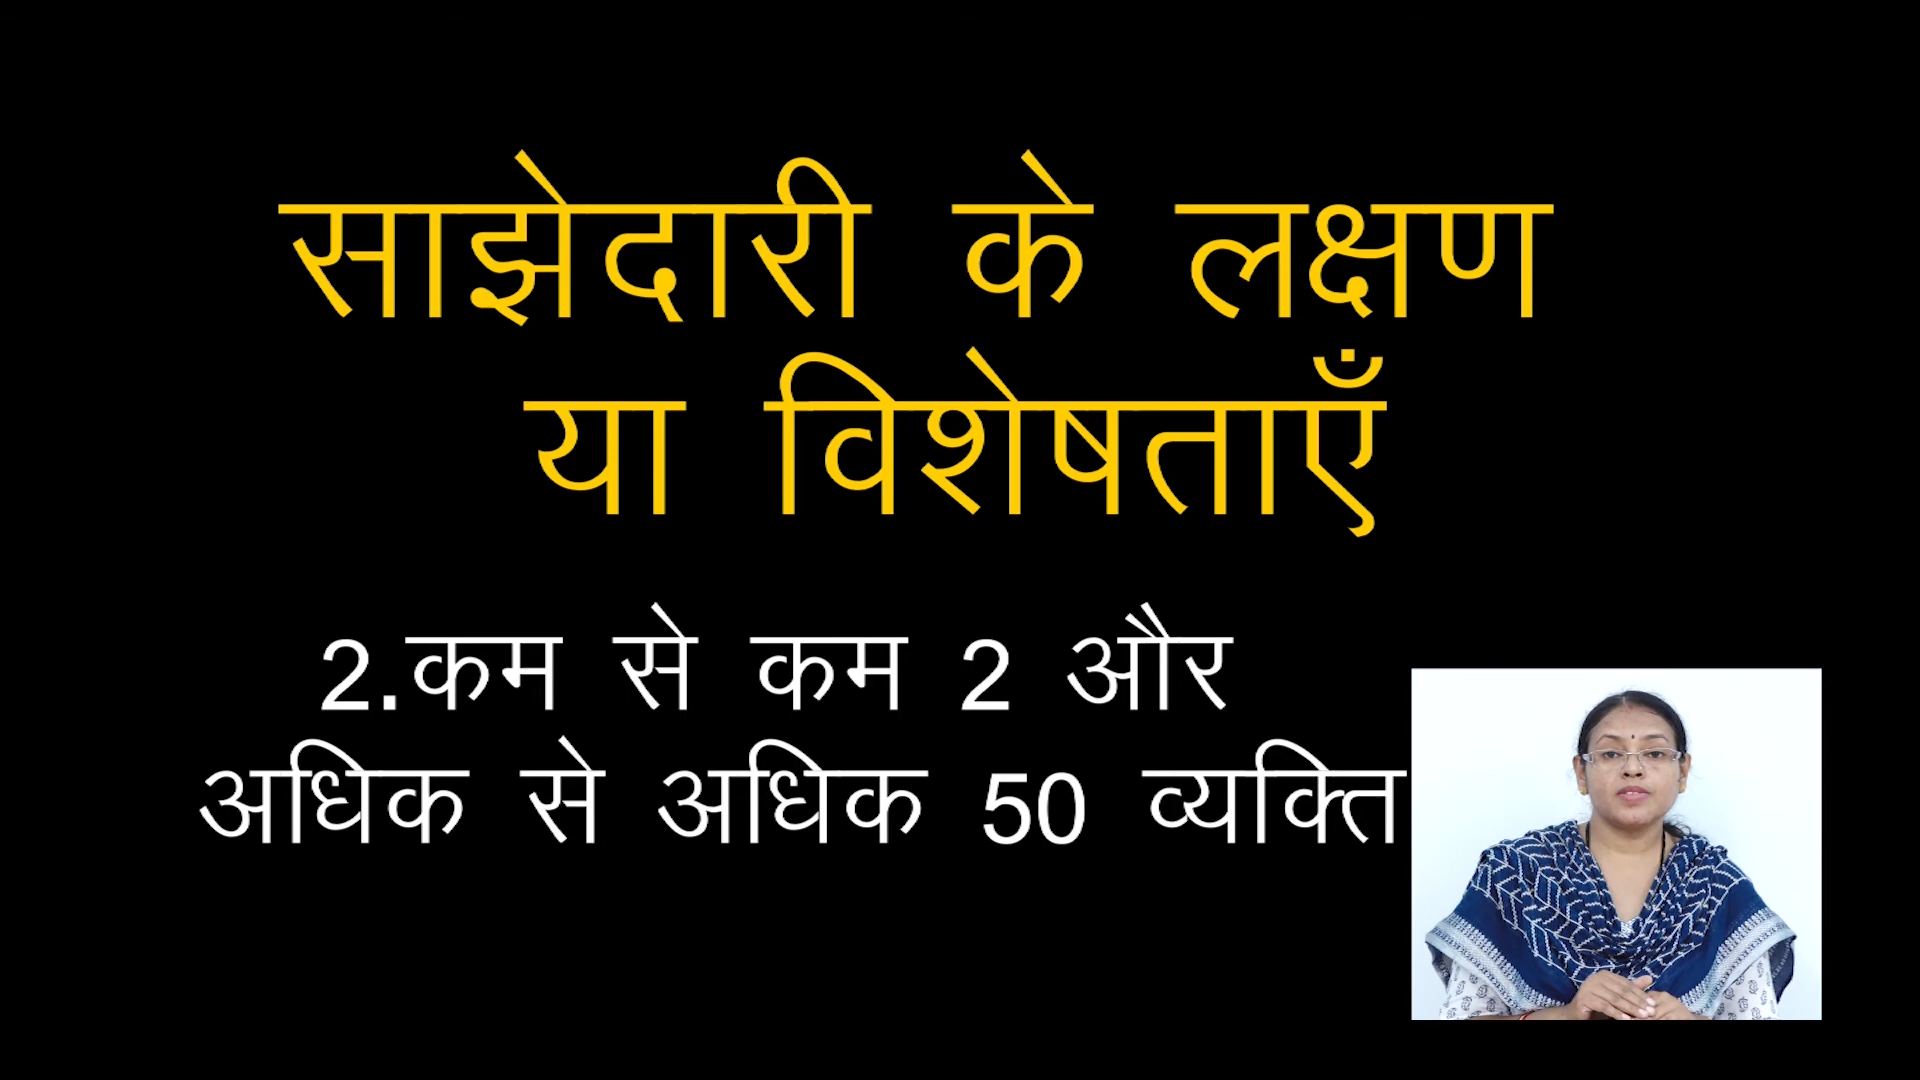 साझेदारी के लक्षण
या विशेषताएँ
2.कम से कम 2 और
अधिक से अधिक 50 व्यक्ति